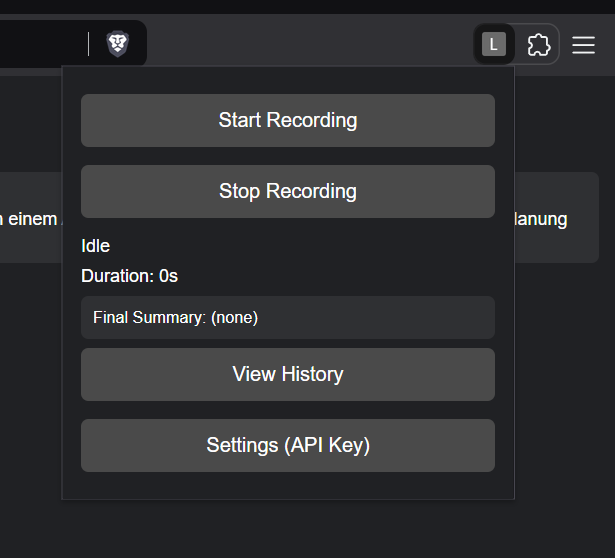 L
Start Recording
Stop Recording
einem
lanung
Idle
Duration: 0s
Final Summary: (none)
View History
Settings (API Key)